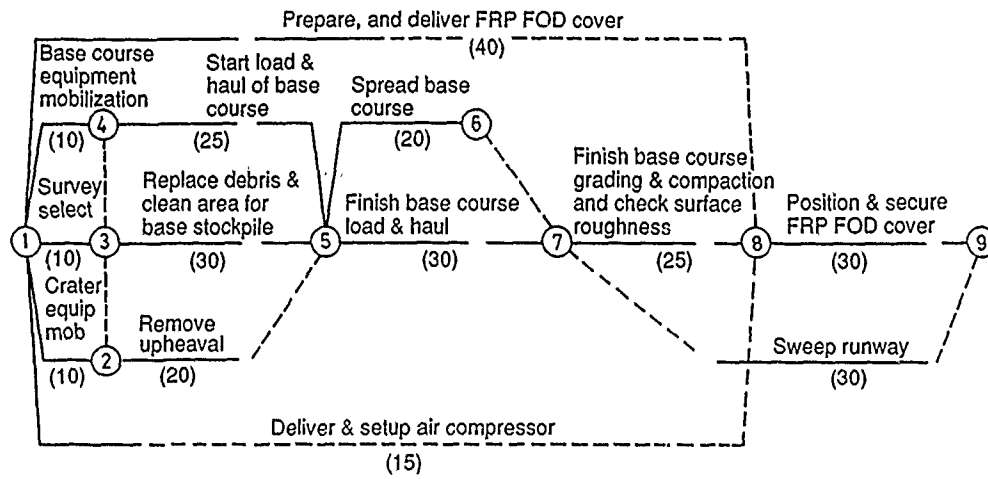 Prepare, and deliver FRP FOD cover
(40)
Base course
equipment
mobilization
(10)
4
Start load &
haul of base
course
(25)
Spread base
course
(20)
6
Survey
select
1
(10)
3
Replace debris &
clean area for
base stockpile
(30)
5
Finish base course
load & haul
(30)
7
Finish base course
grading & compaction
and check surface
roughness
(25)
8
Position & secure
FRP FOD cover
(30)
9
Crater
equip
mob
(10)
2
Remove
upheaval
(20)
Sweep runway
(30)
Deliver & setup air compressor
(15)